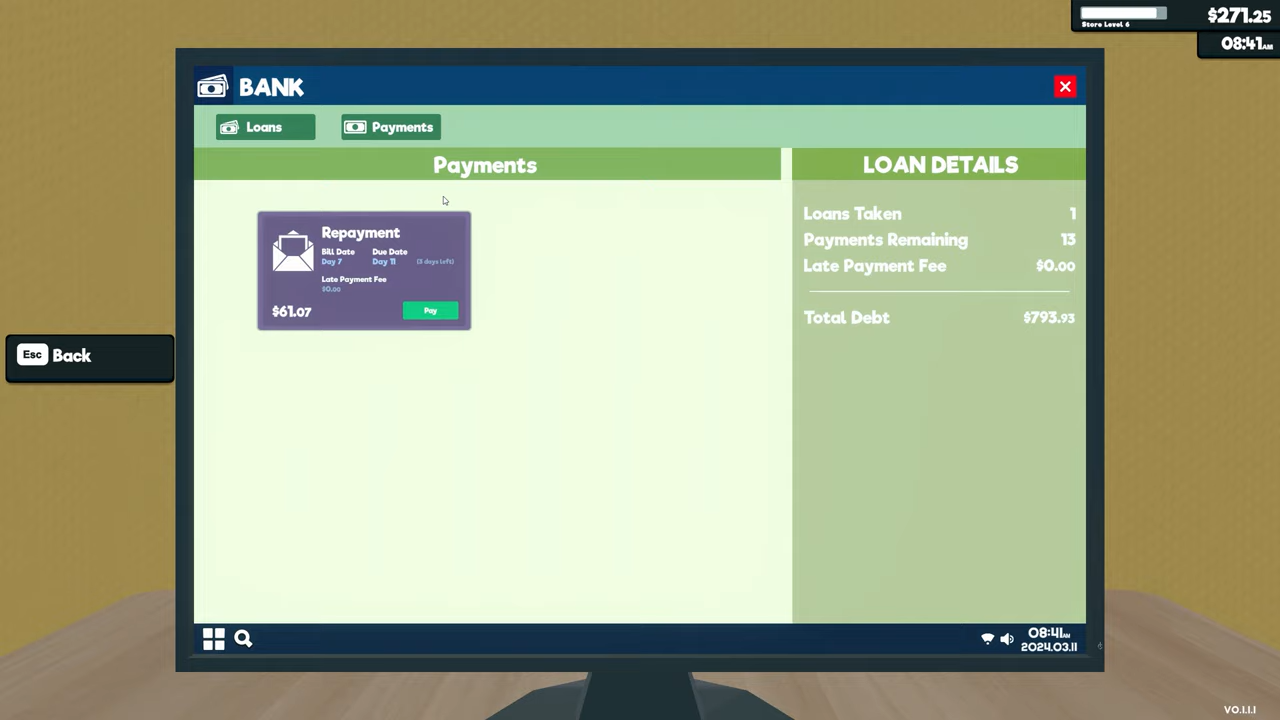 $271.25
Store Level 6
08:41AM
BANK
Loans
Payments
Payments
LOAN DETAILS
Repayment
Bill Date
Due Date
Day 7
Day 11
(3 days left)
Late Payment Fee
$0.00
$61.07
Pay
Loans Taken
1
Payments Remaining
13
Late Payment Fee
$0.00
Total Debt
$793.93
Esc Back
08:41AM
2024.03.11
V0.1.1.1